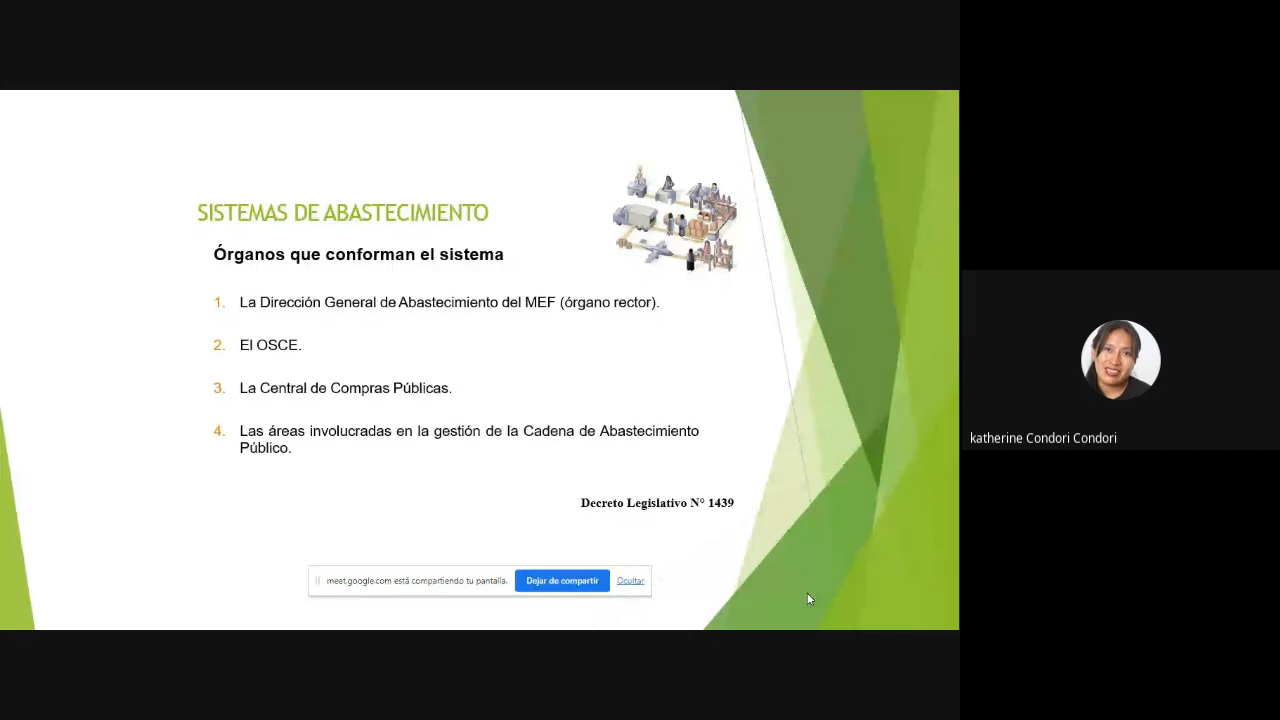 SISTEMAS DE ABASTECIMIENTO
Órganos que conforman el sistema
1. La Dirección General de Abastecimiento del MEF (órgano rector).
2. El OSCE.
3. La Central de Compras Públicas.
4. Las áreas involucradas en la gestión de la Cadena de Abastecimiento
Público.
Decreto Legislativo N° 1439
meet.google.com está compartiendo tu pantalla. Dejar de compartir Ocultar
katherine Condori Condori